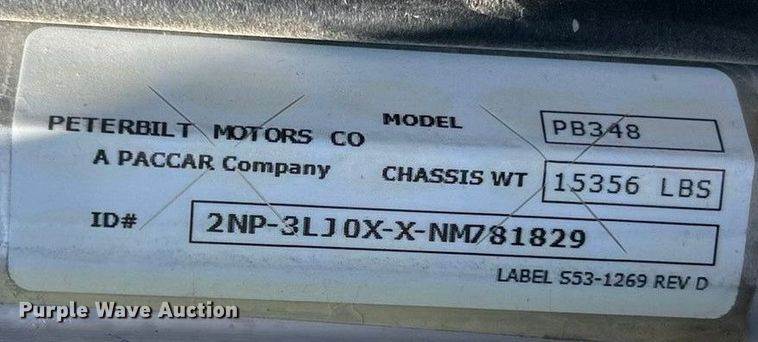 PETERBILT MOTORS CO
A PACCAR Company
MODEL PB348
CHASSIS WT 15356 LBS
ID# 2NP-3LJ0X-X-NM781829
LABEL S53-1269 REV D
Purple Wave Auction